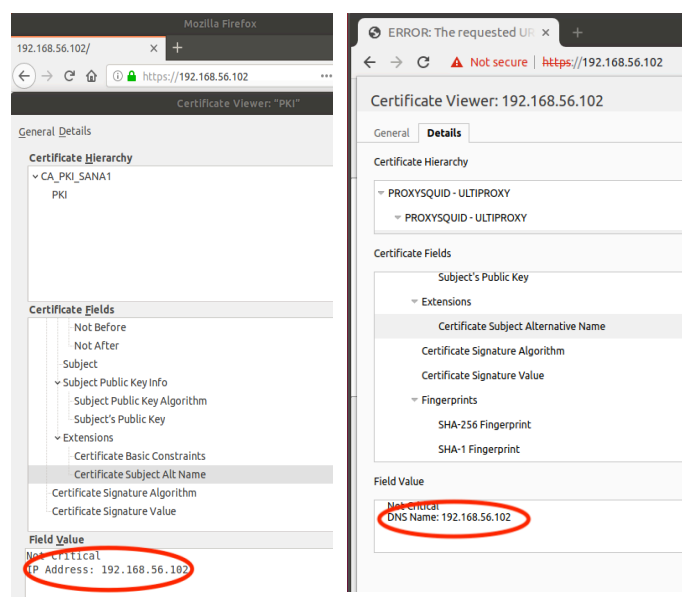 Mozilla Firefox
192.168.56.102/ × +
https://192.168.56.102 ...
Certificate Viewer: "PKI"
General Details
Certificate Hierarchy
CA_PKI_SANA1
PKI
Certificate Fields
Not Before
Not After
Subject
Subject Public Key Info
Subject Public Key Algorithm
Subject's Public Key
Extensions
Certificate Basic Constraints
Certificate Subject Alt Name
Certificate Signature Algorithm
Certificate Signature Value
Field Value
Not Critical
IP Address: 192.168.56.102
ERROR: The requested UR × +
Not secure | https://192.168.56.102
Certificate Viewer: 192.168.56.102
General Details
Certificate Hierarchy
PROXYSQUID - ULTIPROXY
PROXYSQUID - ULTIPROXY
Certificate Fields
Subject's Public Key
Extensions
Certificate Subject Alternative Name
Certificate Signature Algorithm
Certificate Signature Value
Fingerprints
SHA-256 Fingerprint
SHA-1 Fingerprint
Field Value
Not Critical
DNS Name: 192.168.56.102